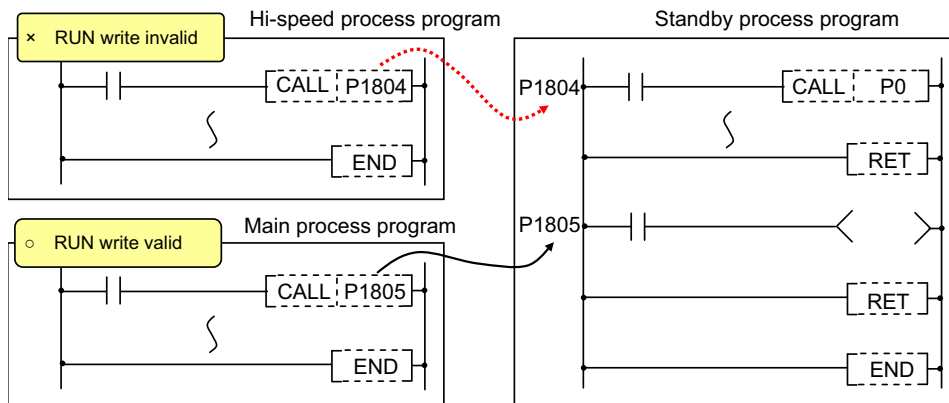 Hi-speed process program
× RUN write invalid
CALL P1804
END
Main process program
○ RUN write valid
CALL P1805
END
Standby process program
P1804
CALL P0
RET
P1805
RET
END